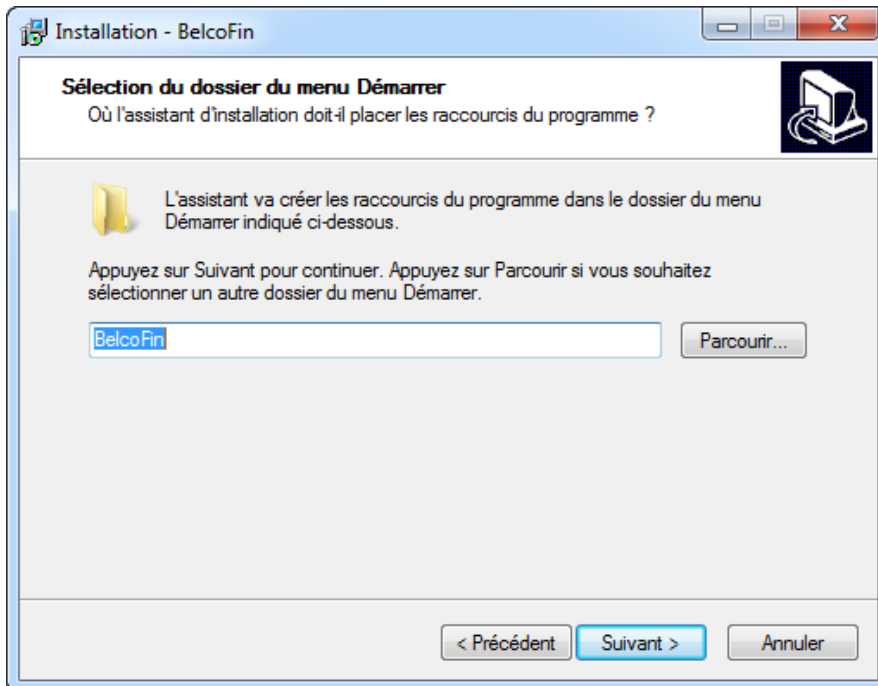 Installation - BelcoFin
Sélection du dossier du menu Démarrer
Où l'assistant d'installation doit-il placer les raccourcis du programme ?
L'assistant va créer les raccourcis du programme dans le dossier du menu
Démarrer indiqué ci-dessous.
Appuyez sur Suivant pour continuer. Appuyez sur Parcourir si vous souhaitez
sélectionner un autre dossier du menu Démarrer.
BelcoFin
Parcourir...
< Précédent
Suivant >
Annuler